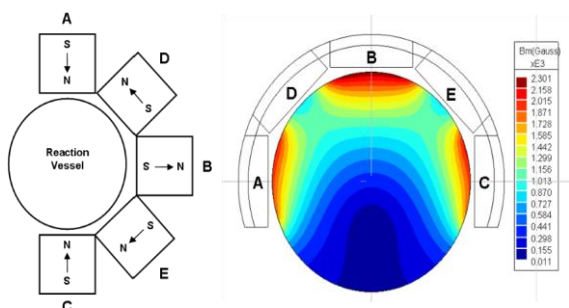 A
S
N
D
N
S
Reaction
Vessel
S
N
B
S
N
E
N
S
C
B
D
E
A
C
Bm(Gauss)
xE3
2.301
2.158
2.015
1.871
1.728
1.585
1.442
1.299
1.156
1.013
0.870
0.727
0.584
0.441
0.298
0.155
0.011